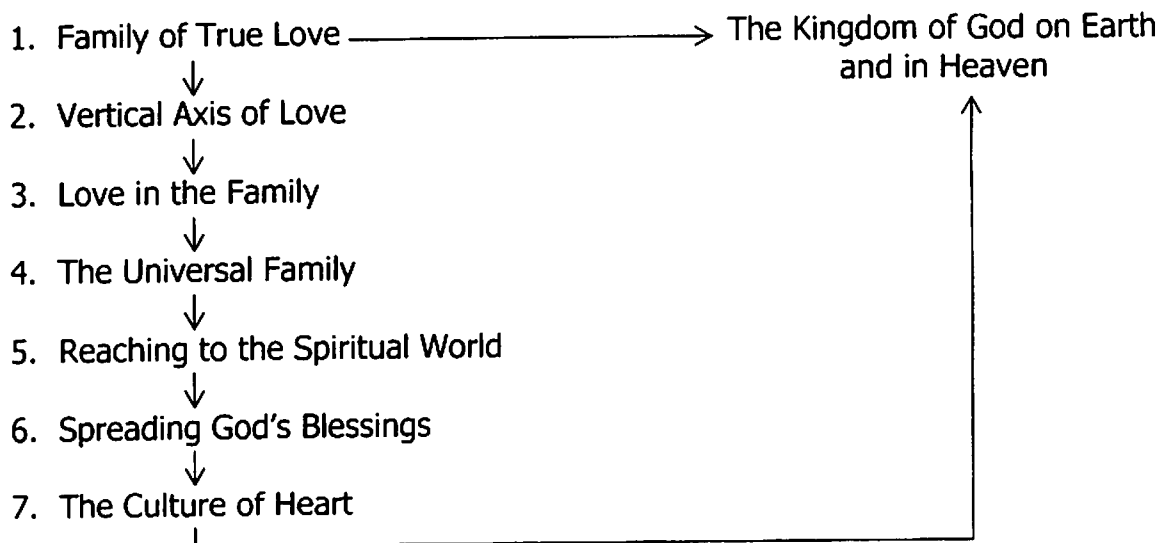 1. Family of True Love
The Kingdom of God on Earth
and in Heaven
2. Vertical Axis of Love
3. Love in the Family
4. The Universal Family
5. Reaching to the Spiritual World
6. Spreading God's Blessings
7. The Culture of Heart